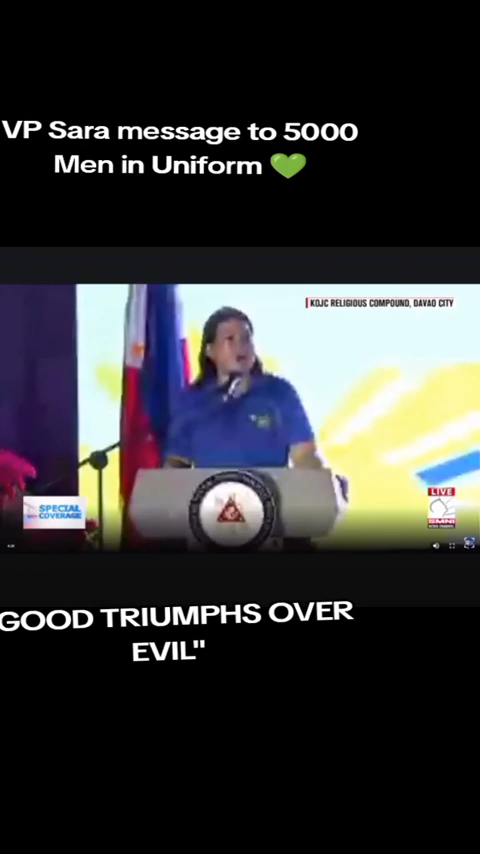 VP Sara message to 5000
Men in Uniform 💚
KOJC RELIGIOUS COMPOUND, DAVAO CITY
SPECIAL
COVERAGE
LIVE
SMNI
GOOD TRIUMPHS OVER
EVIL"